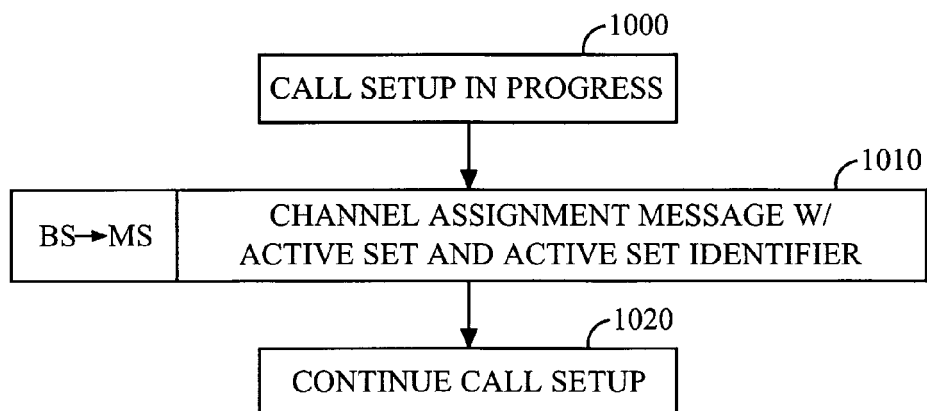 1000
CALL SETUP IN PROGRESS
1010
BS→MS
CHANNEL ASSIGNMENT MESSAGE W/
ACTIVE SET AND ACTIVE SET IDENTIFIER
1020
CONTINUE CALL SETUP